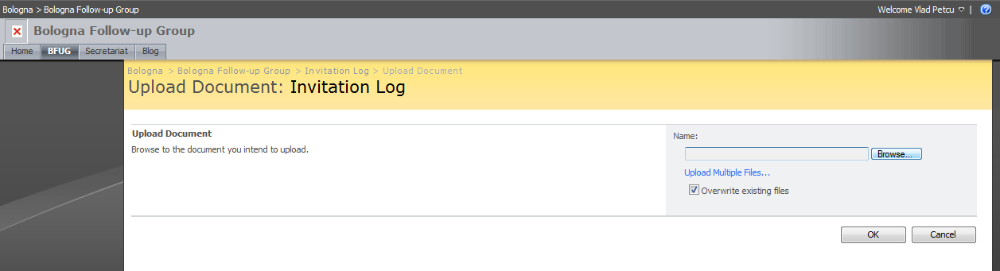 Bologna > Bologna Follow-up Group
Welcome Vlad Petcu |
Bologna Follow-up Group
Home BFUG Secretariat Blog
Bologna > Bologna Follow-up Group > Invitation Log > Upload Document
Upload Document: Invitation Log
Upload Document
Browse to the document you intend to upload.
Name:
Browse...
Upload Multiple Files...
Overwrite existing files
OK Cancel